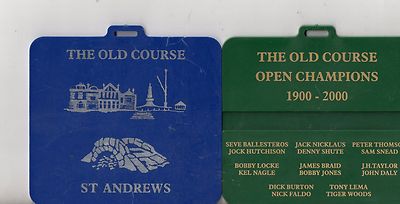 THE OLD COURSE
ST ANDREWS
THE OLD COURSE
OPEN CHAMPIONS
1900 - 2000
SEVE BALLESTEROS JACK NICKLAUS PETER THOMSO
JOCK HUTCHISON DENNY SHUTE SAM SNEAD
BOBBY LOCKE JAMES BRAID J.H.TAYLOR
KEL NAGLE BOBBY JONES JOHN DALY
DICK BURTON TONY LEMA
NICK FALDO TIGER WOODS